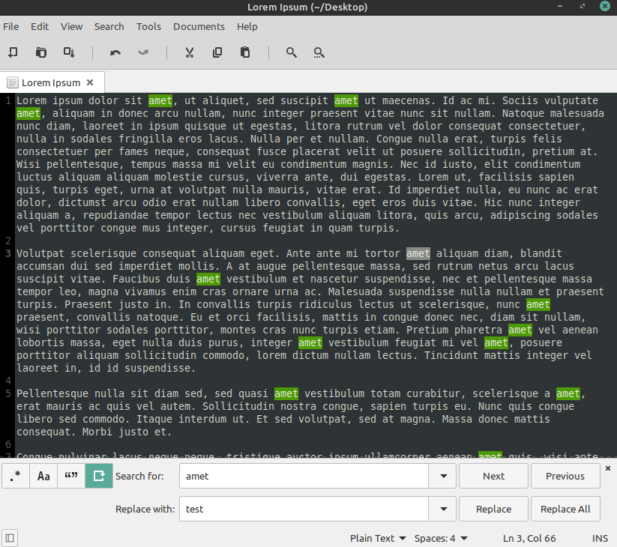 Lorem Ipsum (~/Desktop)
File Edit View Search Tools Documents Help
Lorem Ipsum
1 Lorem ipsum dolor sit amet, ut aliquet, sed suscipit amet ut maecenas. Id ac mi. Sociis vulputate
amet, aliquam in donec arcu nullam, nunc integer praesent vitae nunc sit nullam. Natoque malesuada
nunc diam, laoreet in ipsum quisque ut egestas, litora rutrum vel dolor consequat consectetuer,
nulla in sodales fringilla eros lacus. Nulla per et nullam. Congue nulla erat, turpis felis
consectetuer per fames neque, consequat fusce placerat velit ut posuere sollicitudin, pretium at.
Wisi pellentesque, tempus massa mi velit eu condimentum magnis. Nec id iusto, elit condimentum
luctus aliquam aliquam molestie cursus, viverra ante, dui egestas. Lorem ut, facilisis sapien
quis, turpis eget, urna at volutpat nulla mauris, vitae erat. Id imperdiet nulla, eu nunc ac erat
dolor, dictumst arcu odio erat nullam libero convallis, eget eros duis vitae. Hic nunc integer
aliquam a, repudiandae tempor lectus nec vestibulum aliquam litora, quis arcu, adipiscing sodales
vel porttitor congue mus integer, cursus feugiat in quam turpis.
2
3 Volutpat scelerisque consequat aliquam eget. Ante ante mi tortor amet aliquam diam, blandit
accumsan dui sed imperdiet mollis. A at augue pellentesque massa, sed rutrum netus arcu lacus
suscipit vitae. Faucibus duis amet vestibulum et nascetur suspendisse, nec et pellentesque massa
tempor leo, magna vivamus enim cras ornare urna ac. Malesuada suspendisse nulla nullam et praesent
turpis. Praesent justo in. In convallis turpis ridiculus lectus ut scelerisque, nunc amet
praesent, convallis natoque. Eu et orci facilisis, mattis in congue donec nec, diam sit nullam,
wisi porttitor sodales porttitor, montes cras nunc turpis etiam. Pretium pharetra amet vel aenean
lobortis massa, eget nulla duis purus, integer amet vestibulum feugiat mi vel amet, posuere
porttitor aliquam sollicitudin commodo, lorem dictum nullam lectus. Tincidunt mattis integer vel
laoreet in, id id suspendisse.
4
5 Pellentesque nulla sit diam sed, sed quasi amet vestibulum totam curabitur, scelerisque a amet,
erat mauris ac quis vel autem. Sollicitudin nostra congue, sapien turpis eu. Nunc quis congue
libero sed commodo. Itaque interdum ut. Et sed volutpat, sed at magna. Massa donec mattis
consequat. Morbi justo et.
6
7 Congue pulvinar lacus neque neque, tristique auctor ipsum ullamcorper aenean amet quis, wisi ante
.* Aa “” Search for: amet Next Previous
Replace with: test Replace Replace All
Plain Text Spaces: 4 Ln 3, Col 66 INS